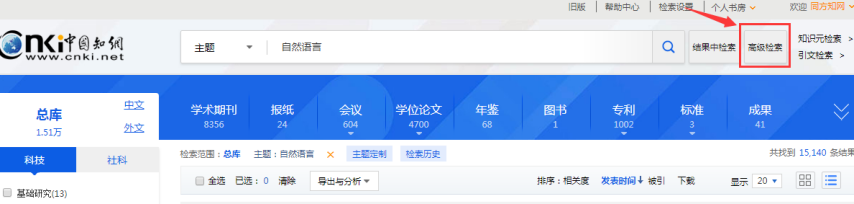 旧版 帮助中心 检索设置 个人书房 欢迎 同方知网
cnki 中国知网
www.cnki.net
主题 自然语言 结果中检索 高级检索 知识元检索 >
引文检索 >
总库 中文
1.51万 外文
学术期刊 报纸 会议 学位论文 年鉴 图书 专利 标准 成果
8356 24 604 4700 68 1 1002 3 41
科技 社科
检索范围：总库 主题：自然语言 × 主题定制 检索历史 共找到 15,140 条结果
全选 已选：0 清除 导出与分析 排序：相关度 发表时间↓ 被引 下载 显示 20
基础研究(13)